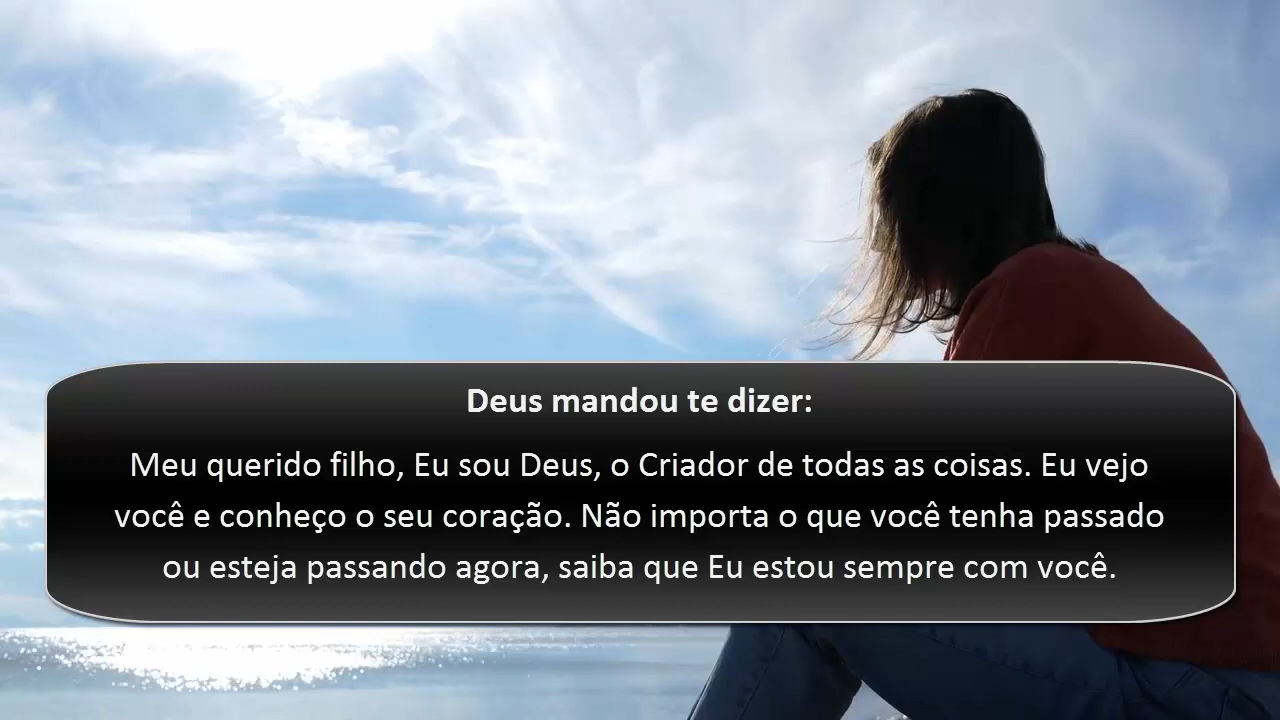 Deus mandou te dizer:
Meu querido filho, Eu sou Deus, o Criador de todas as coisas. Eu vejo
você e conheço o seu coração. Não importa o que você tenha passado
ou esteja passando agora, saiba que Eu estou sempre com você.